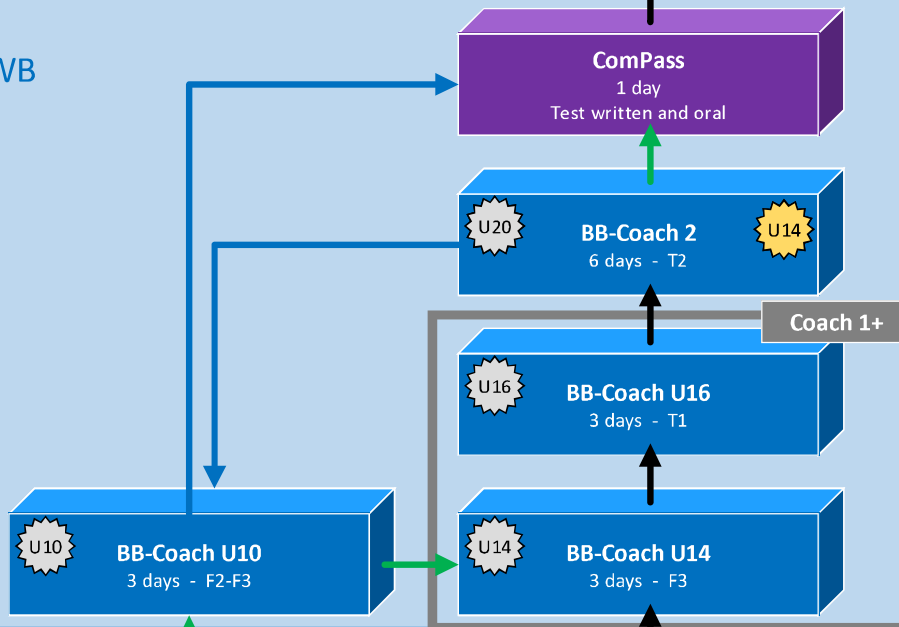 VB
ComPass
1 day
Test written and oral
U20
BB-Coach 2
6 days - T2
U14
Coach 1+
U16
BB-Coach U16
3 days - T1
U10
BB-Coach U10
3 days - F2-F3
U14
BB-Coach U14
3 days - F3